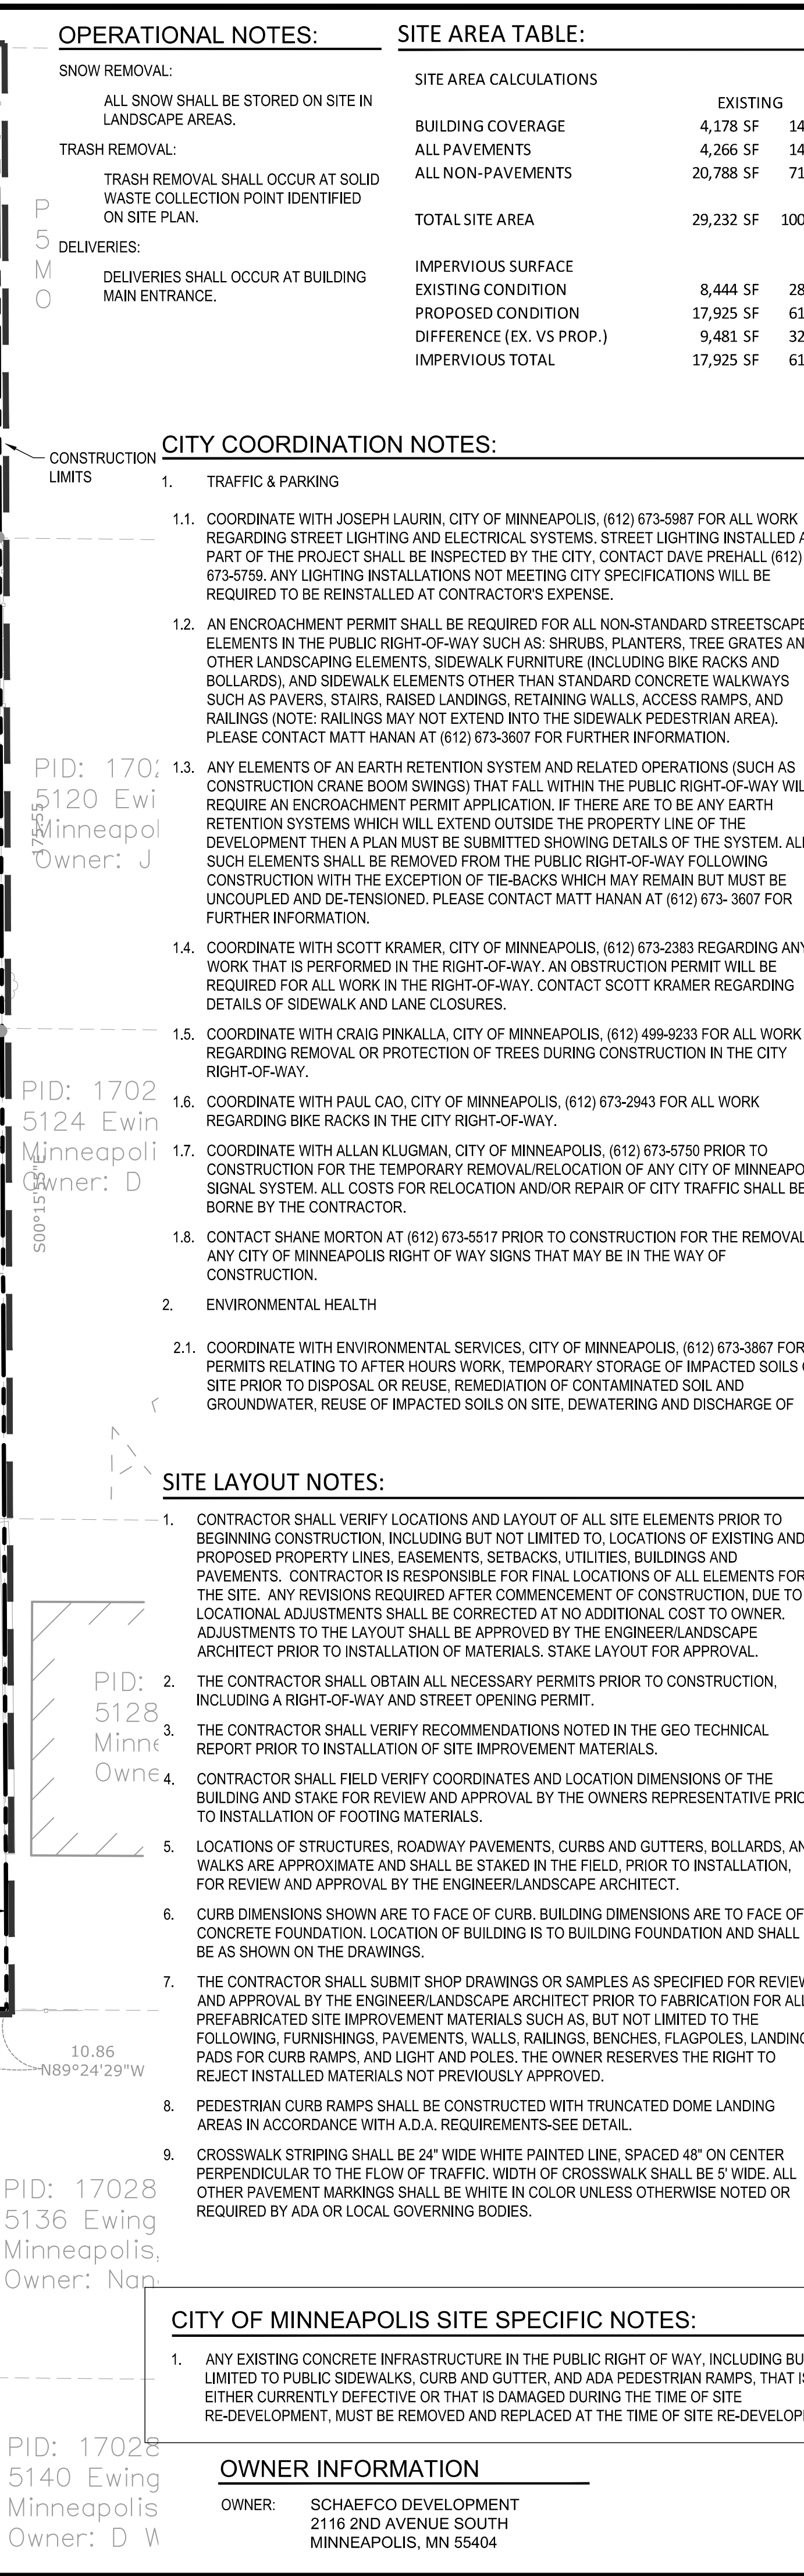 OPERATIONAL NOTES:
SNOW REMOVAL:
ALL SNOW SHALL BE STORED ON SITE IN
LANDSCAPE AREAS.
TRASH REMOVAL:
TRASH REMOVAL SHALL OCCUR AT SOLID
WASTE COLLECTION POINT IDENTIFIED
ON SITE PLAN.
DELIVERIES:
DELIVERIES SHALL OCCUR AT BUILDING
MAIN ENTRANCE.
P
5
M
O
SITE AREA TABLE:
SITE AREA CALCULATIONS
EXISTING
BUILDING COVERAGE 4,178 SF 14
ALL PAVEMENTS 4,266 SF 14
ALL NON-PAVEMENTS 20,788 SF 71
TOTAL SITE AREA 29,232 SF 100
IMPERVIOUS SURFACE
EXISTING CONDITION 8,444 SF 28
PROPOSED CONDITION 17,925 SF 61
DIFFERENCE (EX. VS PROP.) 9,481 SF 32
IMPERVIOUS TOTAL 17,925 SF 61
CONSTRUCTION
LIMITS
CITY COORDINATION NOTES:
1. TRAFFIC & PARKING
1.1. COORDINATE WITH JOSEPH LAURIN, CITY OF MINNEAPOLIS, (612) 673-5987 FOR ALL WORK
REGARDING STREET LIGHTING AND ELECTRICAL SYSTEMS. STREET LIGHTING INSTALLED A
PART OF THE PROJECT SHALL BE INSPECTED BY THE CITY, CONTACT DAVE PREHALL (612)
673-5759. ANY LIGHTING INSTALLATIONS NOT MEETING CITY SPECIFICATIONS WILL BE
REQUIRED TO BE REINSTALLED AT CONTRACTOR'S EXPENSE.
1.2. AN ENCROACHMENT PERMIT SHALL BE REQUIRED FOR ALL NON-STANDARD STREETSCAPE
ELEMENTS IN THE PUBLIC RIGHT-OF-WAY SUCH AS: SHRUBS, PLANTERS, TREE GRATES AN
OTHER LANDSCAPING ELEMENTS, SIDEWALK FURNITURE (INCLUDING BIKE RACKS AND
BOLLARDS), AND SIDEWALK ELEMENTS OTHER THAN STANDARD CONCRETE WALKWAYS
SUCH AS PAVERS, STAIRS, RAISED LANDINGS, RETAINING WALLS, ACCESS RAMPS, AND
RAILINGS (NOTE: RAILINGS MAY NOT EXTEND INTO THE SIDEWALK PEDESTRIAN AREA).
PLEASE CONTACT MATT HANAN AT (612) 673-3607 FOR FURTHER INFORMATION.
1.3. ANY ELEMENTS OF AN EARTH RETENTION SYSTEM AND RELATED OPERATIONS (SUCH AS
CONSTRUCTION CRANE BOOM SWINGS) THAT FALL WITHIN THE PUBLIC RIGHT-OF-WAY WIL
REQUIRE AN ENCROACHMENT PERMIT APPLICATION. IF THERE ARE TO BE ANY EARTH
RETENTION SYSTEMS WHICH WILL EXTEND OUTSIDE THE PROPERTY LINE OF THE
DEVELOPMENT THEN A PLAN MUST BE SUBMITTED SHOWING DETAILS OF THE SYSTEM. ALL
SUCH ELEMENTS SHALL BE REMOVED FROM THE PUBLIC RIGHT-OF-WAY FOLLOWING
CONSTRUCTION WITH THE EXCEPTION OF TIE-BACKS WHICH MAY REMAIN BUT MUST BE
UNCOUPLED AND DE-TENSIONED. PLEASE CONTACT MATT HANAN AT (612) 673- 3607 FOR
FURTHER INFORMATION.
1.4. COORDINATE WITH SCOTT KRAMER, CITY OF MINNEAPOLIS, (612) 673-2383 REGARDING ANY
WORK THAT IS PERFORMED IN THE RIGHT-OF-WAY. AN OBSTRUCTION PERMIT WILL BE
REQUIRED FOR ALL WORK IN THE RIGHT-OF-WAY. CONTACT SCOTT KRAMER REGARDING
DETAILS OF SIDEWALK AND LANE CLOSURES.
1.5. COORDINATE WITH CRAIG PINKALLA, CITY OF MINNEAPOLIS, (612) 499-9233 FOR ALL WORK
REGARDING REMOVAL OR PROTECTION OF TREES DURING CONSTRUCTION IN THE CITY
RIGHT-OF-WAY.
1.6. COORDINATE WITH PAUL CAO, CITY OF MINNEAPOLIS, (612) 673-2943 FOR ALL WORK
REGARDING BIKE RACKS IN THE CITY RIGHT-OF-WAY.
1.7. COORDINATE WITH ALLAN KLUGMAN, CITY OF MINNEAPOLIS, (612) 673-5750 PRIOR TO
CONSTRUCTION FOR THE TEMPORARY REMOVAL/RELOCATION OF ANY CITY OF MINNEAPO
SIGNAL SYSTEM. ALL COSTS FOR RELOCATION AND/OR REPAIR OF CITY TRAFFIC SHALL BE
BORNE BY THE CONTRACTOR.
1.8. CONTACT SHANE MORTON AT (612) 673-5517 PRIOR TO CONSTRUCTION FOR THE REMOVAL
ANY CITY OF MINNEAPOLIS RIGHT OF WAY SIGNS THAT MAY BE IN THE WAY OF
CONSTRUCTION.
2. ENVIRONMENTAL HEALTH
2.1. COORDINATE WITH ENVIRONMENTAL SERVICES, CITY OF MINNEAPOLIS, (612) 673-3867 FOR
PERMITS RELATING TO AFTER HOURS WORK, TEMPORARY STORAGE OF IMPACTED SOILS O
SITE PRIOR TO DISPOSAL OR REUSE, REMEDIATION OF CONTAMINATED SOIL AND
GROUNDWATER, REUSE OF IMPACTED SOILS ON SITE, DEWATERING AND DISCHARGE OF
PID: 1702
5120 Ewi
Minneapol
Owner: J
175.55
PID: 1702
5124 Ewin
Minneapoli
Owner: D
S00°15'55"E
SITE LAYOUT NOTES:
1. CONTRACTOR SHALL VERIFY LOCATIONS AND LAYOUT OF ALL SITE ELEMENTS PRIOR TO
BEGINNING CONSTRUCTION, INCLUDING BUT NOT LIMITED TO, LOCATIONS OF EXISTING AND
PROPOSED PROPERTY LINES, EASEMENTS, SETBACKS, UTILITIES, BUILDINGS AND
PAVEMENTS. CONTRACTOR IS RESPONSIBLE FOR FINAL LOCATIONS OF ALL ELEMENTS FOR
THE SITE. ANY REVISIONS REQUIRED AFTER COMMENCEMENT OF CONSTRUCTION, DUE TO
LOCATIONAL ADJUSTMENTS SHALL BE CORRECTED AT NO ADDITIONAL COST TO OWNER.
ADJUSTMENTS TO THE LAYOUT SHALL BE APPROVED BY THE ENGINEER/LANDSCAPE
ARCHITECT PRIOR TO INSTALLATION OF MATERIALS. STAKE LAYOUT FOR APPROVAL.
2. THE CONTRACTOR SHALL OBTAIN ALL NECESSARY PERMITS PRIOR TO CONSTRUCTION,
INCLUDING A RIGHT-OF-WAY AND STREET OPENING PERMIT.
3. THE CONTRACTOR SHALL VERIFY RECOMMENDATIONS NOTED IN THE GEO TECHNICAL
REPORT PRIOR TO INSTALLATION OF SITE IMPROVEMENT MATERIALS.
4. CONTRACTOR SHALL FIELD VERIFY COORDINATES AND LOCATION DIMENSIONS OF THE
BUILDING AND STAKE FOR REVIEW AND APPROVAL BY THE OWNERS REPRESENTATIVE PRIO
TO INSTALLATION OF FOOTING MATERIALS.
5. LOCATIONS OF STRUCTURES, ROADWAY PAVEMENTS, CURBS AND GUTTERS, BOLLARDS, AN
WALKS ARE APPROXIMATE AND SHALL BE STAKED IN THE FIELD, PRIOR TO INSTALLATION,
FOR REVIEW AND APPROVAL BY THE ENGINEER/LANDSCAPE ARCHITECT.
6. CURB DIMENSIONS SHOWN ARE TO FACE OF CURB. BUILDING DIMENSIONS ARE TO FACE OF
CONCRETE FOUNDATION. LOCATION OF BUILDING IS TO BUILDING FOUNDATION AND SHALL
BE AS SHOWN ON THE DRAWINGS.
7. THE CONTRACTOR SHALL SUBMIT SHOP DRAWINGS OR SAMPLES AS SPECIFIED FOR REVIEW
AND APPROVAL BY THE ENGINEER/LANDSCAPE ARCHITECT PRIOR TO FABRICATION FOR ALL
PREFABRICATED SITE IMPROVEMENT MATERIALS SUCH AS, BUT NOT LIMITED TO THE
FOLLOWING, FURNISHINGS, PAVEMENTS, WALLS, RAILINGS, BENCHES, FLAGPOLES, LANDING
PADS FOR CURB RAMPS, AND LIGHT AND POLES. THE OWNER RESERVES THE RIGHT TO
REJECT INSTALLED MATERIALS NOT PREVIOUSLY APPROVED.
8. PEDESTRIAN CURB RAMPS SHALL BE CONSTRUCTED WITH TRUNCATED DOME LANDING
AREAS IN ACCORDANCE WITH A.D.A. REQUIREMENTS-SEE DETAIL.
9. CROSSWALK STRIPING SHALL BE 24" WIDE WHITE PAINTED LINE, SPACED 48" ON CENTER
PERPENDICULAR TO THE FLOW OF TRAFFIC. WIDTH OF CROSSWALK SHALL BE 5' WIDE. ALL
OTHER PAVEMENT MARKINGS SHALL BE WHITE IN COLOR UNLESS OTHERWISE NOTED OR
REQUIRED BY ADA OR LOCAL GOVERNING BODIES.
PID:
5128
Minne
Owne
10.86
N89°24'29"W
PID: 17028
5136 Ewing
Minneapolis,
Owner: Nan
CITY OF MINNEAPOLIS SITE SPECIFIC NOTES:
1. ANY EXISTING CONCRETE INFRASTRUCTURE IN THE PUBLIC RIGHT OF WAY, INCLUDING BU
LIMITED TO PUBLIC SIDEWALKS, CURB AND GUTTER, AND ADA PEDESTRIAN RAMPS, THAT IS
EITHER CURRENTLY DEFECTIVE OR THAT IS DAMAGED DURING THE TIME OF SITE
RE-DEVELOPMENT, MUST BE REMOVED AND REPLACED AT THE TIME OF SITE RE-DEVELOP
PID: 17028
5140 Ewing
Minneapolis
Owner: D W
OWNER INFORMATION
OWNER: SCHAEFCO DEVELOPMENT
2116 2ND AVENUE SOUTH
MINNEAPOLIS, MN 55404